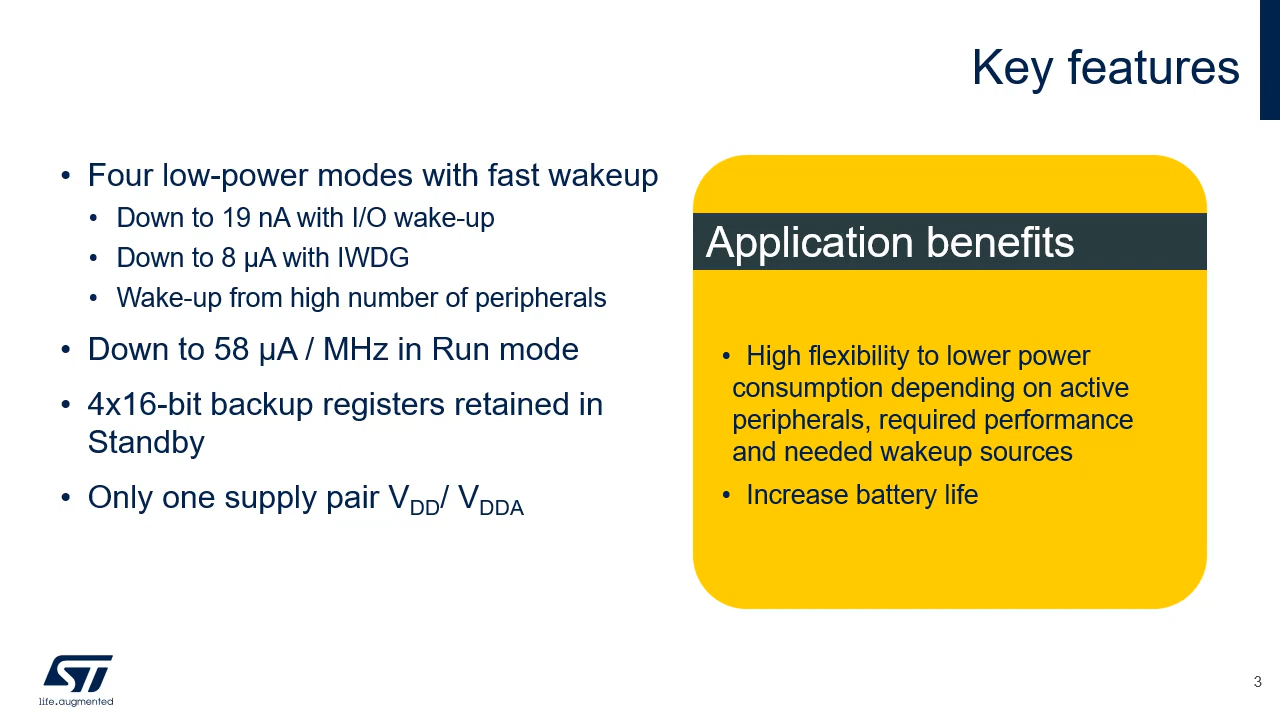 Key features
• Four low-power modes with fast wakeup
• Down to 19 nA with I/O wake-up
• Down to 8 µA with IWDG
• Wake-up from high number of peripherals
• Down to 58 µA / MHz in Run mode
• 4x16-bit backup registers retained in
Standby
• Only one supply pair VDD/ VDDA
Application benefits
• High flexibility to lower power
consumption depending on active
peripherals, required performance
and needed wakeup sources
• Increase battery life
ST
life.augmented
3